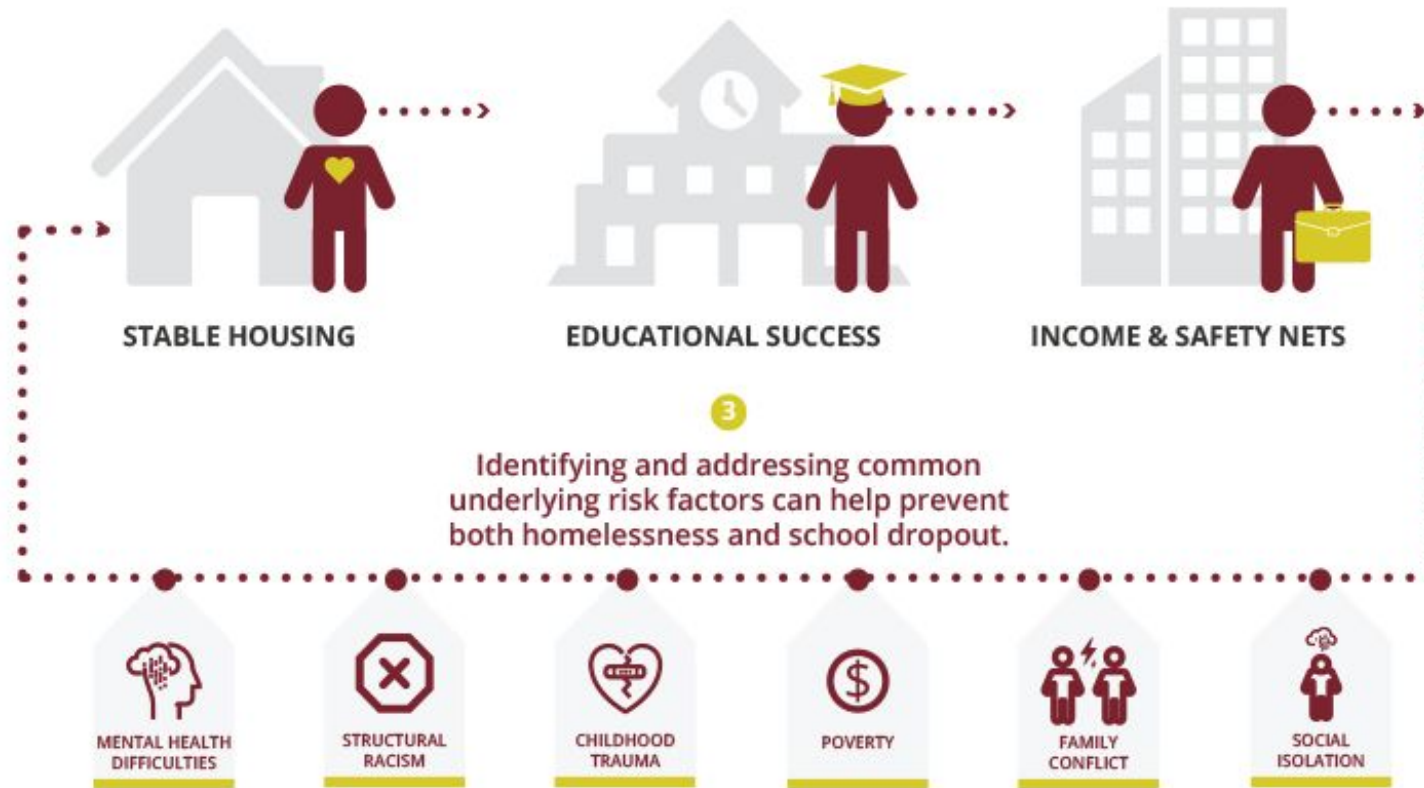 STABLE HOUSING
EDUCATIONAL SUCCESS
INCOME & SAFETY NETS
3
Identifying and addressing common
underlying risk factors can help prevent
both homelessness and school dropout.
MENTAL HEALTH
DIFFICULTIES
STRUCTURAL
RACISM
CHILDHOOD
TRAUMA
$
POVERTY
FAMILY
CONFLICT
SOCIAL
ISOLATION